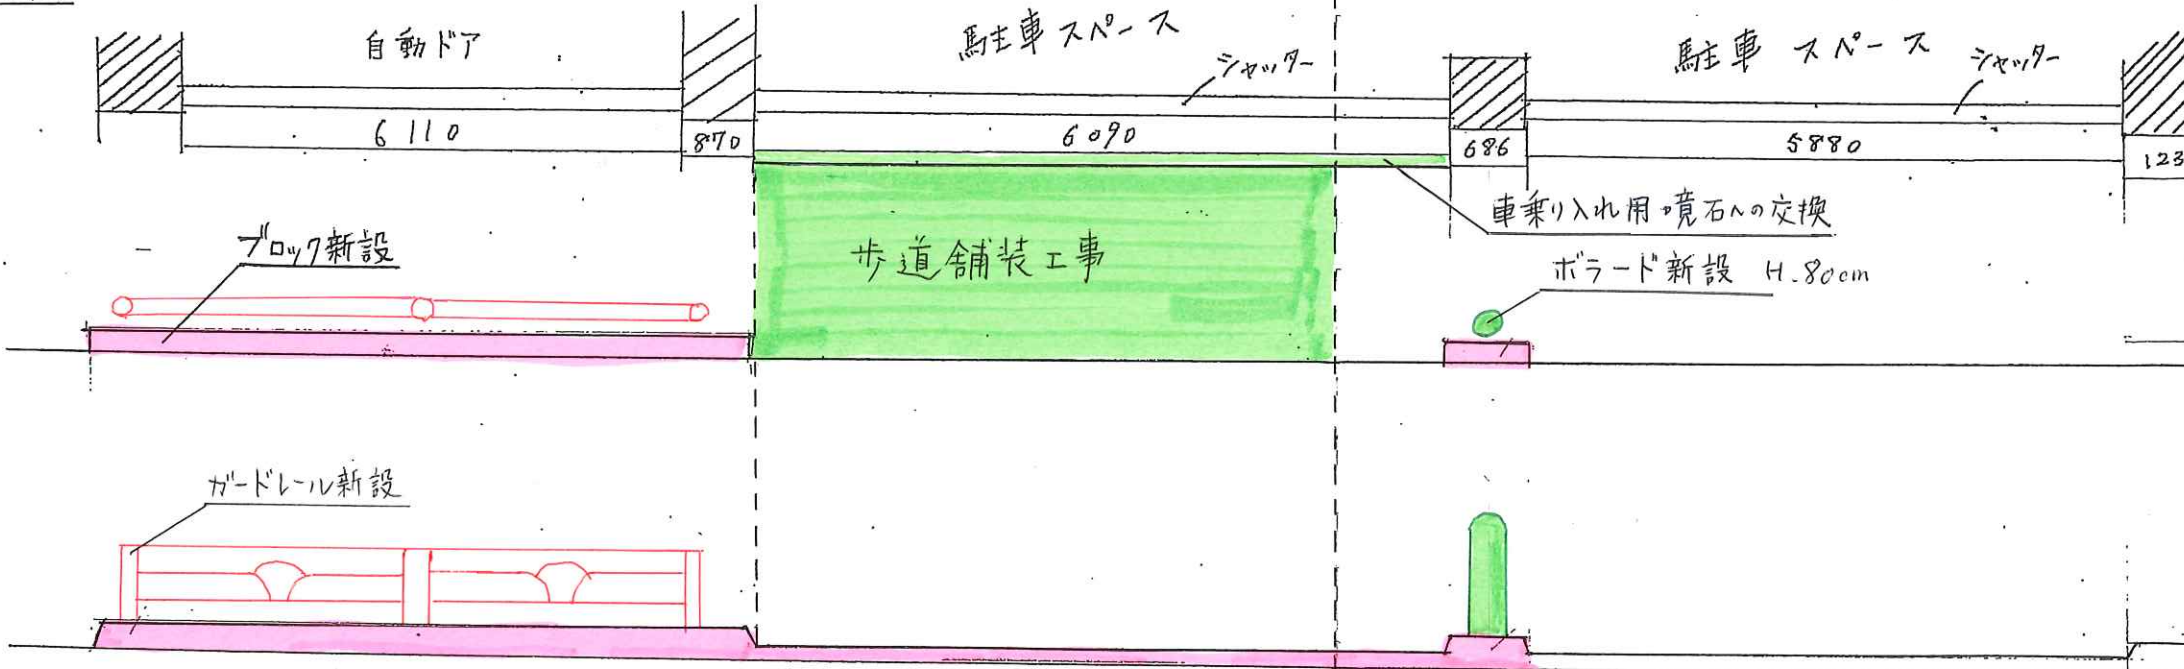 自動ドア
駐車スペース
シャッター
駐車 スペース
シャッター
6110
870
6090
686
5880
123
車乗り入れ用境石への交換
ブロック新設
歩道舗装工事
ボラード新設 H.80cm
ガードレール新設